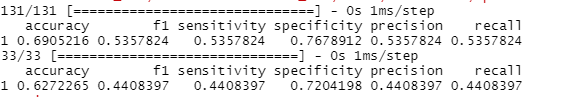 131/131 [==============================] - 0s 1ms/step
accuracy f1 sensitivity specificity precision recall
1 0.6905216 0.5357824 0.5357824 0.7678912 0.5357824 0.5357824
33/33 [==============================] - 0s 1ms/step
accuracy f1 sensitivity specificity precision recall
1 0.6272265 0.4408397 0.4408397 0.7204198 0.4408397 0.4408397